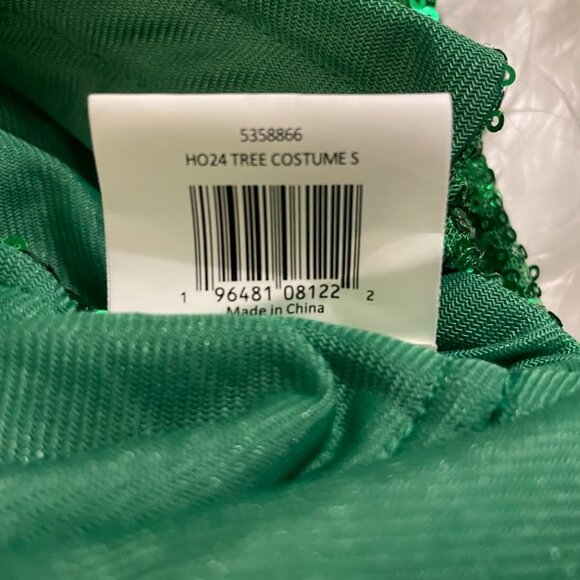 5358866
HO24 TREE COSTUME S
1 96481 08122 2
Made in China